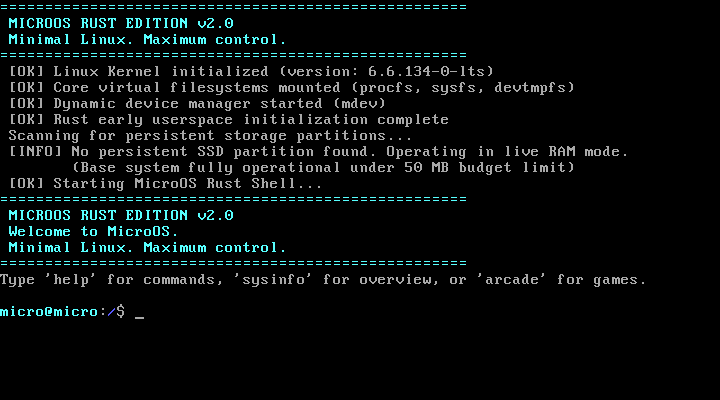 ====================================================
MICROOS RUST EDITION v2.0
Minimal Linux. Maximum control.
====================================================
[OK] Linux Kernel initialized (version: 6.6.134-0-lts)
[OK] Core virtual filesystems mounted (procfs, sysfs, devtmpfs)
[OK] Dynamic device manager started (mdev)
[OK] Rust early userspace initialization complete
Scanning for persistent storage partitions...
[INFO] No persistent SSD partition found. Operating in live RAM mode.
(Base system fully operational under 50 MB budget limit)
[OK] Starting MicroOS Rust Shell...
====================================================
MICROOS RUST EDITION v2.0
Welcome to MicroOS.
Minimal Linux. Maximum control.
====================================================
Type 'help' for commands, 'sysinfo' for overview, or 'arcade' for games.
micro@micro:/$ _